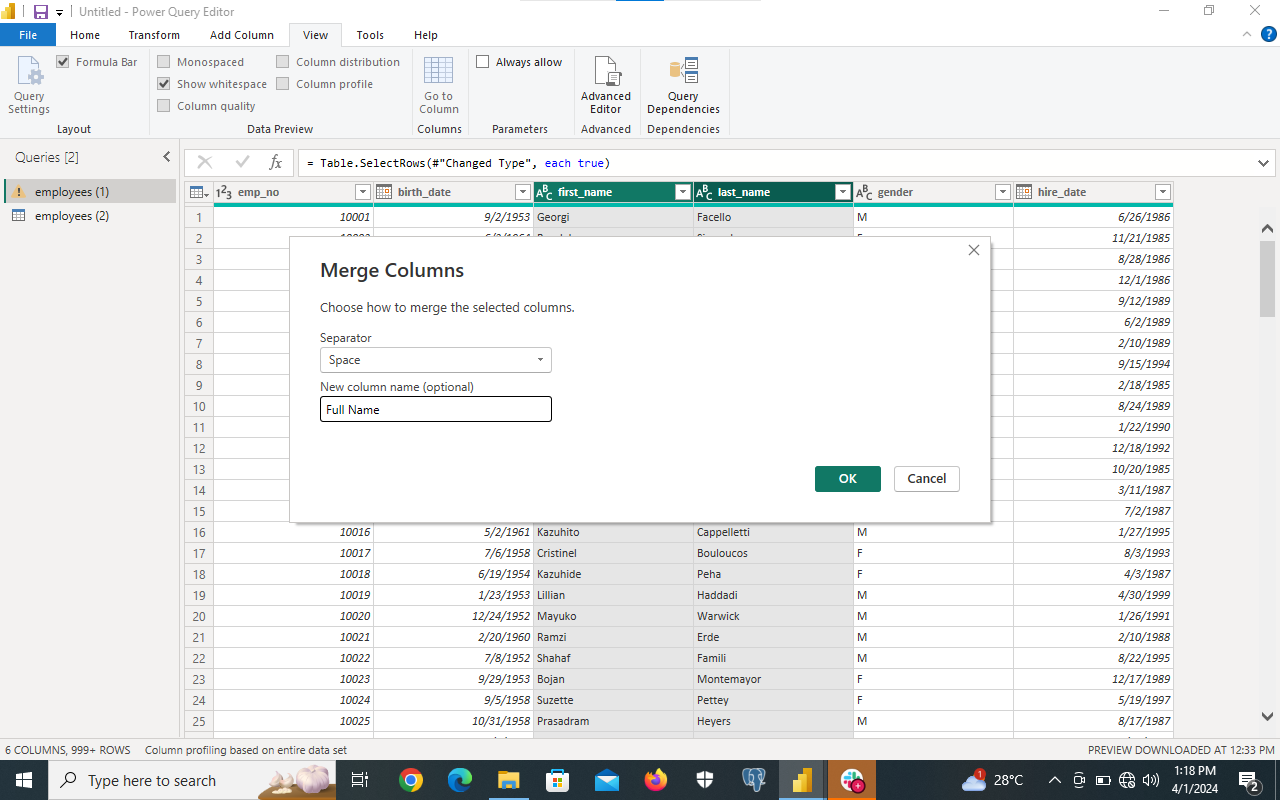 Untitled - Power Query Editor
File Home Transform Add Column View Tools Help
Query Settings
Formula Bar
Layout
Monospaced
Show whitespace
Column quality
Column distribution
Column profile
Data Preview
Go to Column
Columns
Always allow
Parameters
Advanced Editor
Advanced
Query Dependencies
Dependencies
Queries [2]
employees (1)
employees (2)
fx = Table.SelectRows(#"Changed Type", each true)
123 emp_no birth_date ABC first_name ABC last_name ABC gender hire_date
1 10001 9/2/1953 Georgi Facello M 6/26/1986
2 11/21/1985
3 8/28/1986
4 12/1/1986
5 9/12/1989
6 6/2/1989
7 2/10/1989
8 9/15/1994
9 2/18/1985
10 8/24/1989
11 1/22/1990
12 12/18/1992
13 10/20/1985
14 3/11/1987
15 7/2/1987
16 10016 5/2/1961 Kazuhito Cappelletti M 1/27/1995
17 10017 7/6/1958 Cristinel Bouloucos F 8/3/1993
18 10018 6/19/1954 Kazuhide Peha F 4/3/1987
19 10019 1/23/1953 Lillian Haddadi M 4/30/1999
20 10020 12/24/1952 Mayuko Warwick M 1/26/1991
21 10021 2/20/1960 Ramzi Erde M 2/10/1988
22 10022 7/8/1952 Shahaf Famili M 8/22/1995
23 10023 9/29/1953 Bojan Montemayor F 12/17/1989
24 10024 9/5/1958 Suzette Pettey F 5/19/1997
25 10025 10/31/1958 Prasadram Heyers M 8/17/1987
Merge Columns
Choose how to merge the selected columns.
Separator
Space
New column name (optional)
Full Name
OK Cancel
6 COLUMNS, 999+ ROWS Column profiling based on entire data set PREVIEW DOWNLOADED AT 12:33 PM
Type here to search
1 28°C
1:18 PM
4/1/2024
2